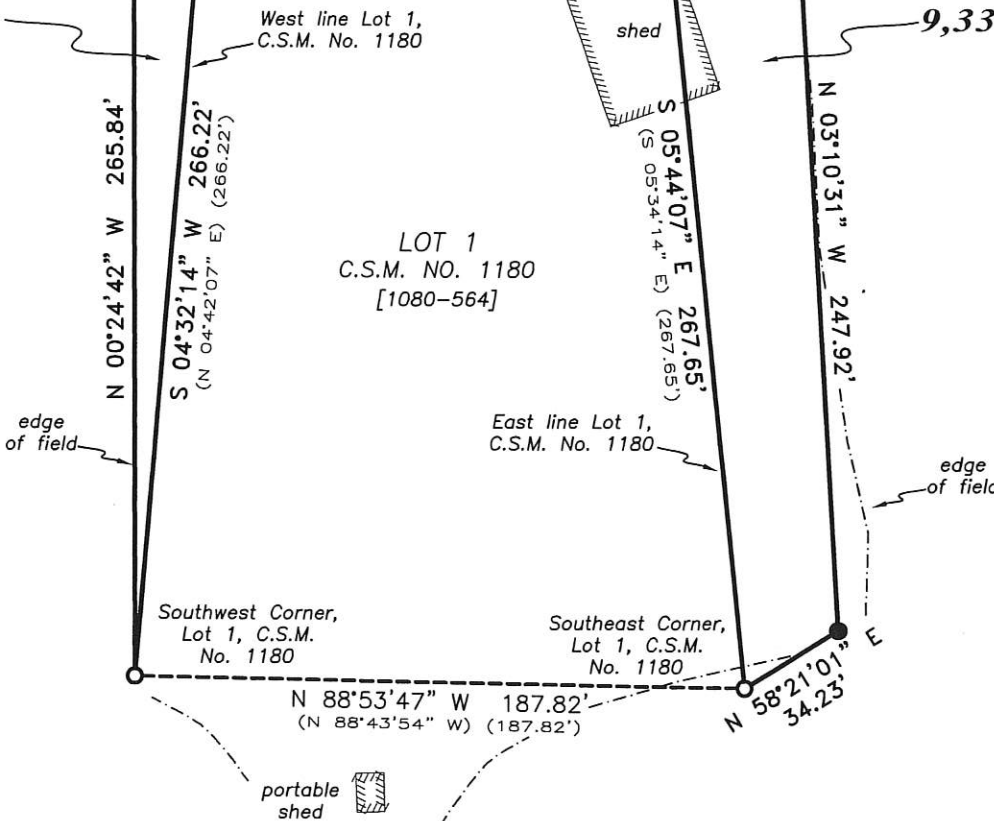 West line Lot 1,
C.S.M. No. 1180
shed
9,33
N 00°24'42" W 265.84'
S 04°32'14" W 266.22'
(N 04°42'07" E) (266.22')
LOT 1
C.S.M. NO. 1180
[1080-564]
S 05°44'07" E 267.65'
(S 05°34'14" E) (267.65')
N 03°10'31" W 247.92'
edge
of field
East line Lot 1,
C.S.M. No. 1180
edge
of field
Southwest Corner,
Lot 1, C.S.M.
No. 1180
Southeast Corner,
Lot 1, C.S.M.
No. 1180
N 88°53'47" W 187.82'
(N 88°43'54" W) (187.82')
N 58°21'01" E
34.23'
portable
shed